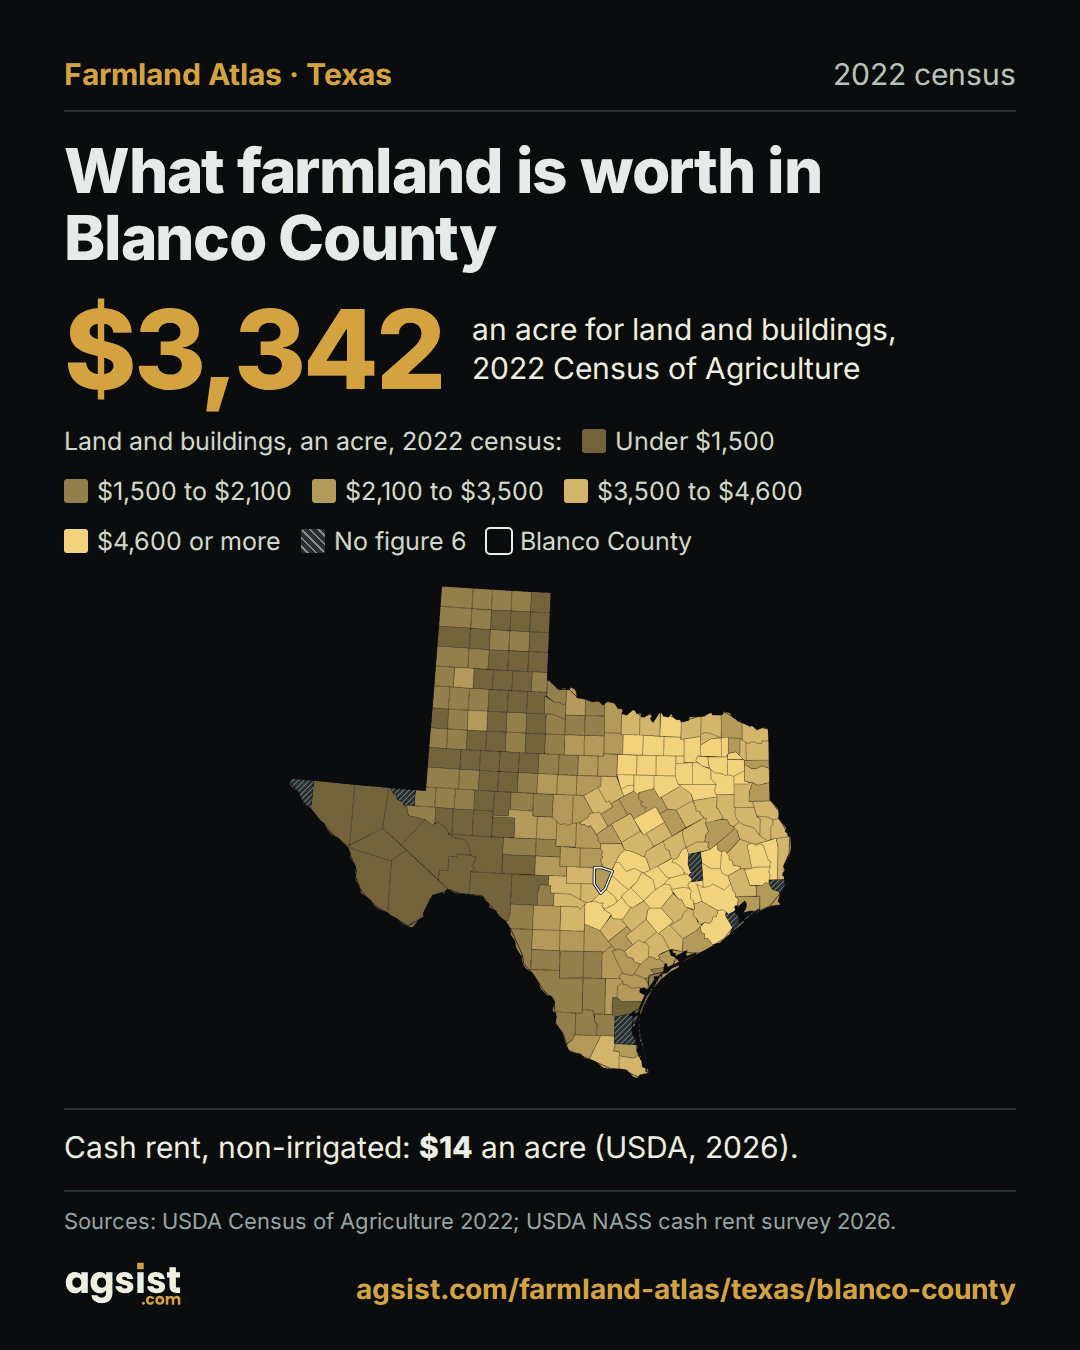 Farmland Atlas · Texas
2022 census
What farmland is worth in
Blanco County
$3,342
an acre for land and buildings,
2022 Census of Agriculture
Land and buildings, an acre, 2022 census: Under $1,500
$1,500 to $2,100 $2,100 to $3,500 $3,500 to $4,600
$4,600 or more No figure 6 Blanco County
Cash rent, non-irrigated: $14 an acre (USDA, 2026).
Sources: USDA Census of Agriculture 2022; USDA NASS cash rent survey 2026.
agsist
.com
agsist.com/farmland-atlas/texas/blanco-county